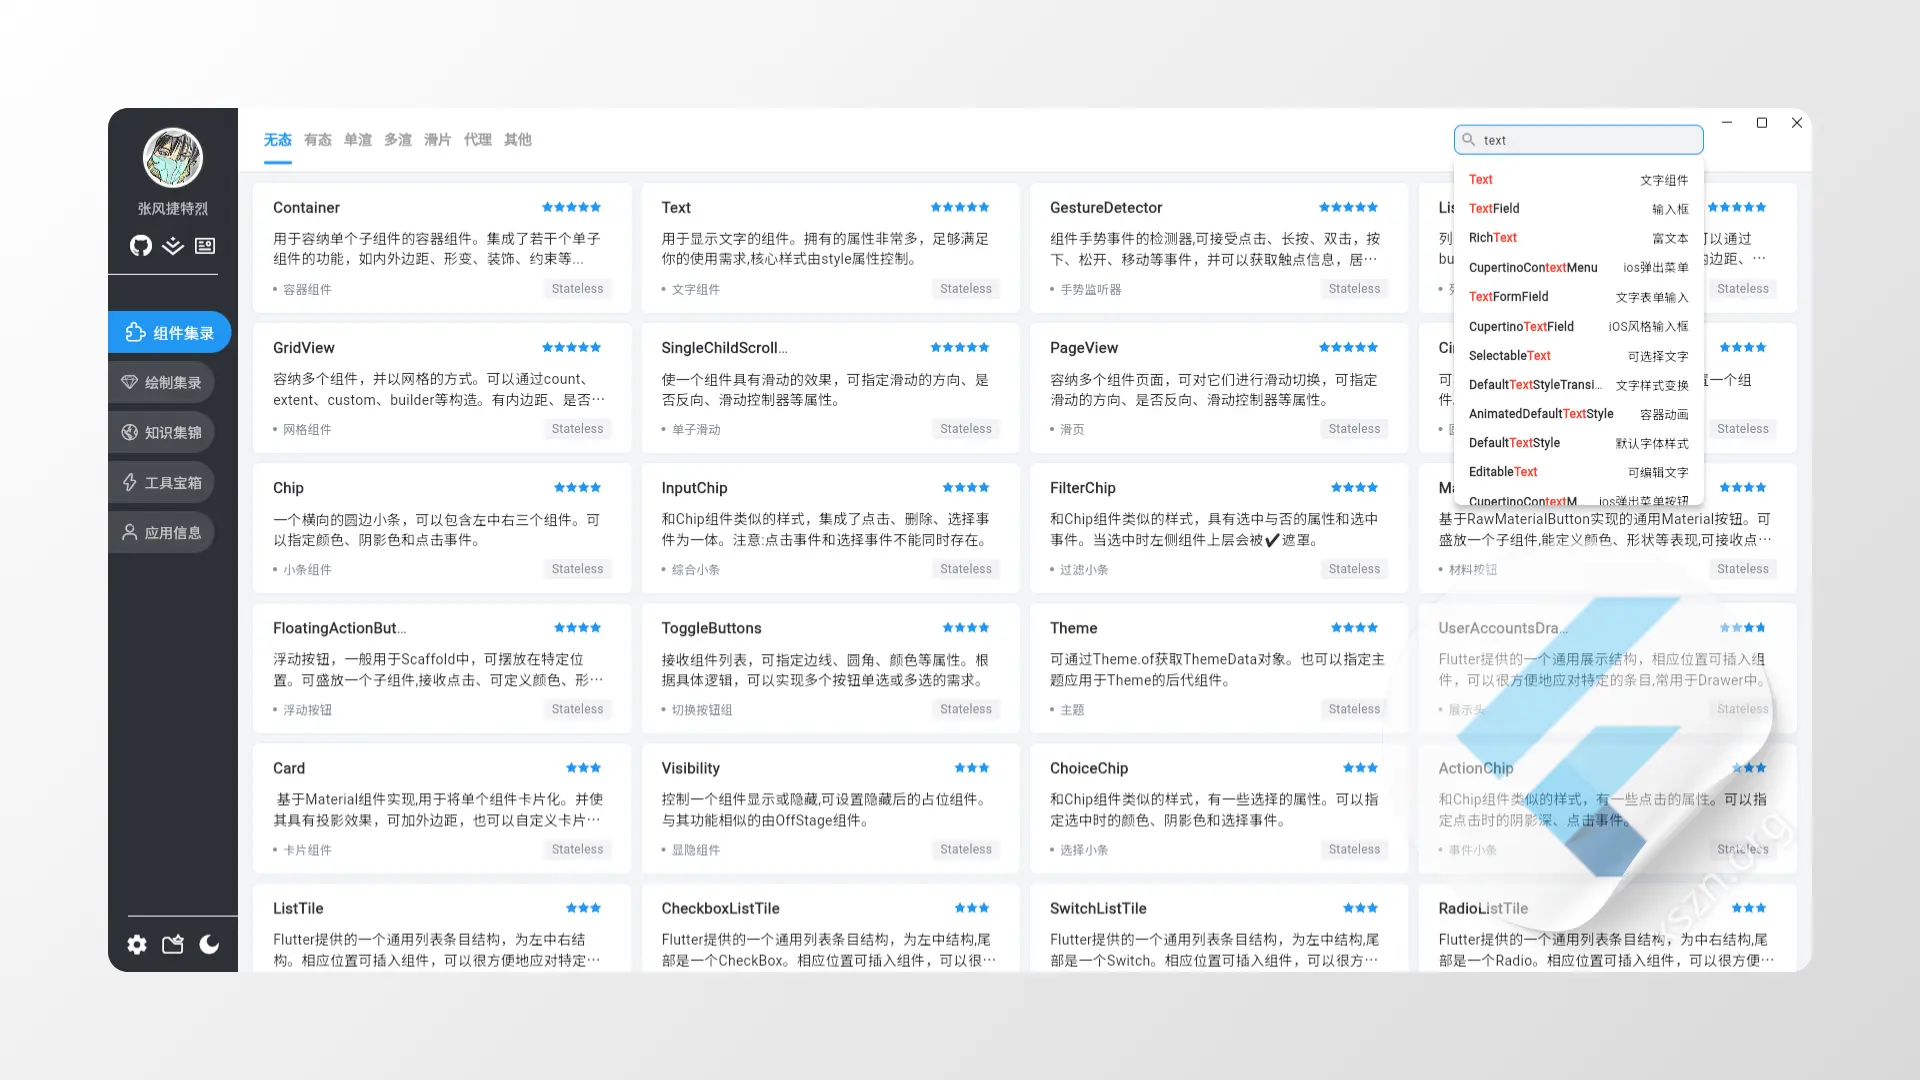 张风捷特烈
组件集录
绘制集录
知识集锦
工具宝箱
应用信息
无态 有态 单渲 多渲 滑片 代理 其他
text
Text 文字组件
TextField 输入框
RichText 富文本
CupertinoContextMenu ios弹出菜单
TextFormField 文字表单输入
CupertinoTextField iOS风格输入框
SelectableText 可选择文字
DefaultTextStyleTransi... 文字样式变换
AnimatedDefaultTextStyle 容器动画
DefaultTextStyle 默认字体样式
EditableText 可编辑文字
CupertinoContextM ios弹出菜单按钮
Container
用于容纳单个子组件的容器组件。集成了若干个单子
组件的功能，如内外边距、形变、装饰、约束等...
• 容器组件 Stateless
Text
用于显示文字的组件。拥有的属性非常多，足够满足
你的使用需求,核心样式由style属性控制。
• 文字组件 Stateless
GestureDetector
组件手势事件的检测器,可接受点击、长按、双击，按
下、松开、移动等事件，并可以获取触点信息，居…
• 手势监听器 Stateless
Stateless
GridView
容纳多个组件，并以网格的方式。可以通过count、
extent、custom、builder等构造。有内边距、是否…
• 网格组件 Stateless
SingleChildScroll...
使一个组件具有滑动的效果，可指定滑动的方向、是
否反向、滑动控制器等属性。
• 单子滑动 Stateless
PageView
容纳多个组件页面，可对它们进行滑动切换，可指定
滑动的方向、是否反向、滑动控制器等属性。
• 滑页 Stateless
Stateless
Chip
一个横向的圆边小条，可以包含左中右三个组件。可
以指定颜色、阴影色和点击事件。
• 小条组件 Stateless
InputChip
和Chip组件类似的样式，集成了点击、删除、选择事
件为一体。注意:点击事件和选择事件不能同时存在。
• 综合小条 Stateless
FilterChip
和Chip组件类似的样式，具有选中与否的属性和选中
事件。当选中时左侧组件上层会被✔遮罩。
• 过滤小条 Stateless
基于RawMaterialButton实现的通用Material按钮。可
盛放一个子组件,能定义颜色、形状等表现,可接收点…
• 材料按钮 Stateless
FloatingActionBut...
浮动按钮，一般用于Scaffold中，可摆放在特定位
置。可盛放一个子组件,接收点击、可定义颜色、形…
• 浮动按钮 Stateless
ToggleButtons
接收组件列表，可指定边线、圆角、颜色等属性。根
据具体逻辑，可以实现多个按钮单选或多选的需求。
• 切换按钮组 Stateless
Theme
可通过Theme.of获取ThemeData对象。也可以指定主
题应用于Theme的后代组件。
• 主题 Stateless
UserAccountsDra...
Flutter提供的一个通用展示结构，相应位置可插入组
件，可以很方便地应对特定的条目,常用于Drawer中。
• 展示头 Stateless
Card
基于Material组件实现,用于将单个组件卡片化。并使
其具有投影效果，可加外边距，也可以自定义卡片…
• 卡片组件 Stateless
Visibility
控制一个组件显示或隐藏,可设置隐藏后的占位组件。
与其功能相似的由OffStage组件。
• 显隐组件 Stateless
ChoiceChip
和Chip组件类似的样式，有一些选择的属性。可以指
定选中时的颜色、阴影色和选择事件。
• 选择小条 Stateless
ActionChip
和Chip组件类似的样式，有一些点击的属性。可以指
定点击时的阴影深、点击事件。
• 事件小条 Stateless
ListTile
Flutter提供的一个通用列表条目结构，为左中右结
构。相应位置可插入组件，可以很方便地应对特定…
CheckboxListTile
Flutter提供的一个通用列表条目结构，为左中结构,尾
部是一个CheckBox。相应位置可插入组件，可以很…
SwitchListTile
Flutter提供的一个通用列表条目结构，为左中结构,尾
部是一个Switch。相应位置可插入组件，可以很方…
RadioListTile
Flutter提供的一个通用列表条目结构，为中右结构,尾
部是一个Radio。相应位置可插入组件，可以很方便…